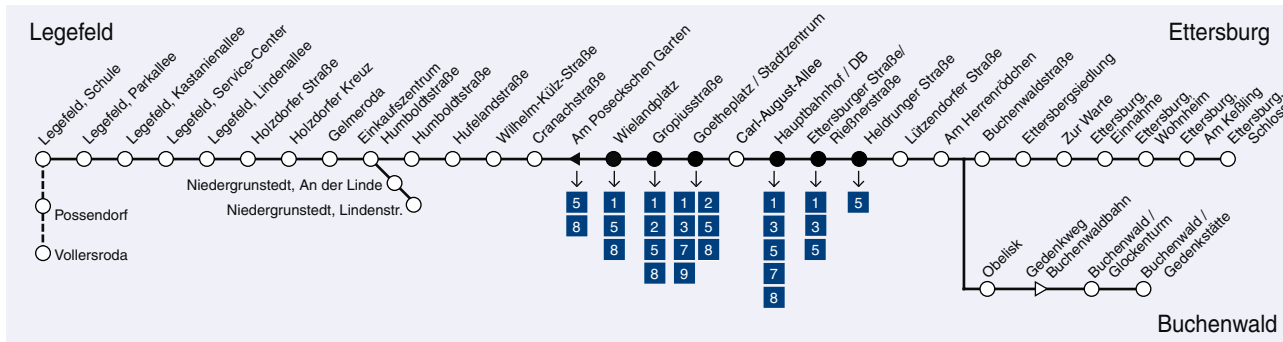 Legefeld
Ettersburg
Legefeld, Schule
Legefeld, Parkallee
Legefeld, Kastanienallee
Legefeld, Service-Center
Legefeld, Lindenallee
Holzdorfer Straße
Holzdorfer Kreuz
Gelmeroda
Einkaufszentrum
Humboldtstraße
Humboldtstraße
Hufelandstraße
Wilhelm-Külz-Straße
Cranachstraße
Am Poseckschen Garten
Wielandplatz
Gropiusstraße
Goetheplatz / Stadtzentrum
Carl-August-Allee
Hauptbahnhof / DB
Ettersburger Straße/
Rießnerstraße
Heldrunger Straße
Lützendorfer Straße
Am Herrenrödchen
Buchenwaldstraße
Ettersbergsiedlung
Zur Warte
Ettersburg,
Einnahme
Ettersburg,
Wohnheim
Ettersburg,
Am Keßling
Ettersburg,
Schloss
Niedergrunstedt, An der Linde
Niedergrunstedt, Lindenstr.
Possendorf
Vollersroda
5
8
1
5
8
1
2
5
8
1 2
3 5
7 8
9
1
3
5
7
8
1
3
5
5
Obelisk
Gedenkweg
Buchenwaldbahn
Buchenwald /
Glockenturm
Buchenwald /
Gedenkstätte
Buchenwald